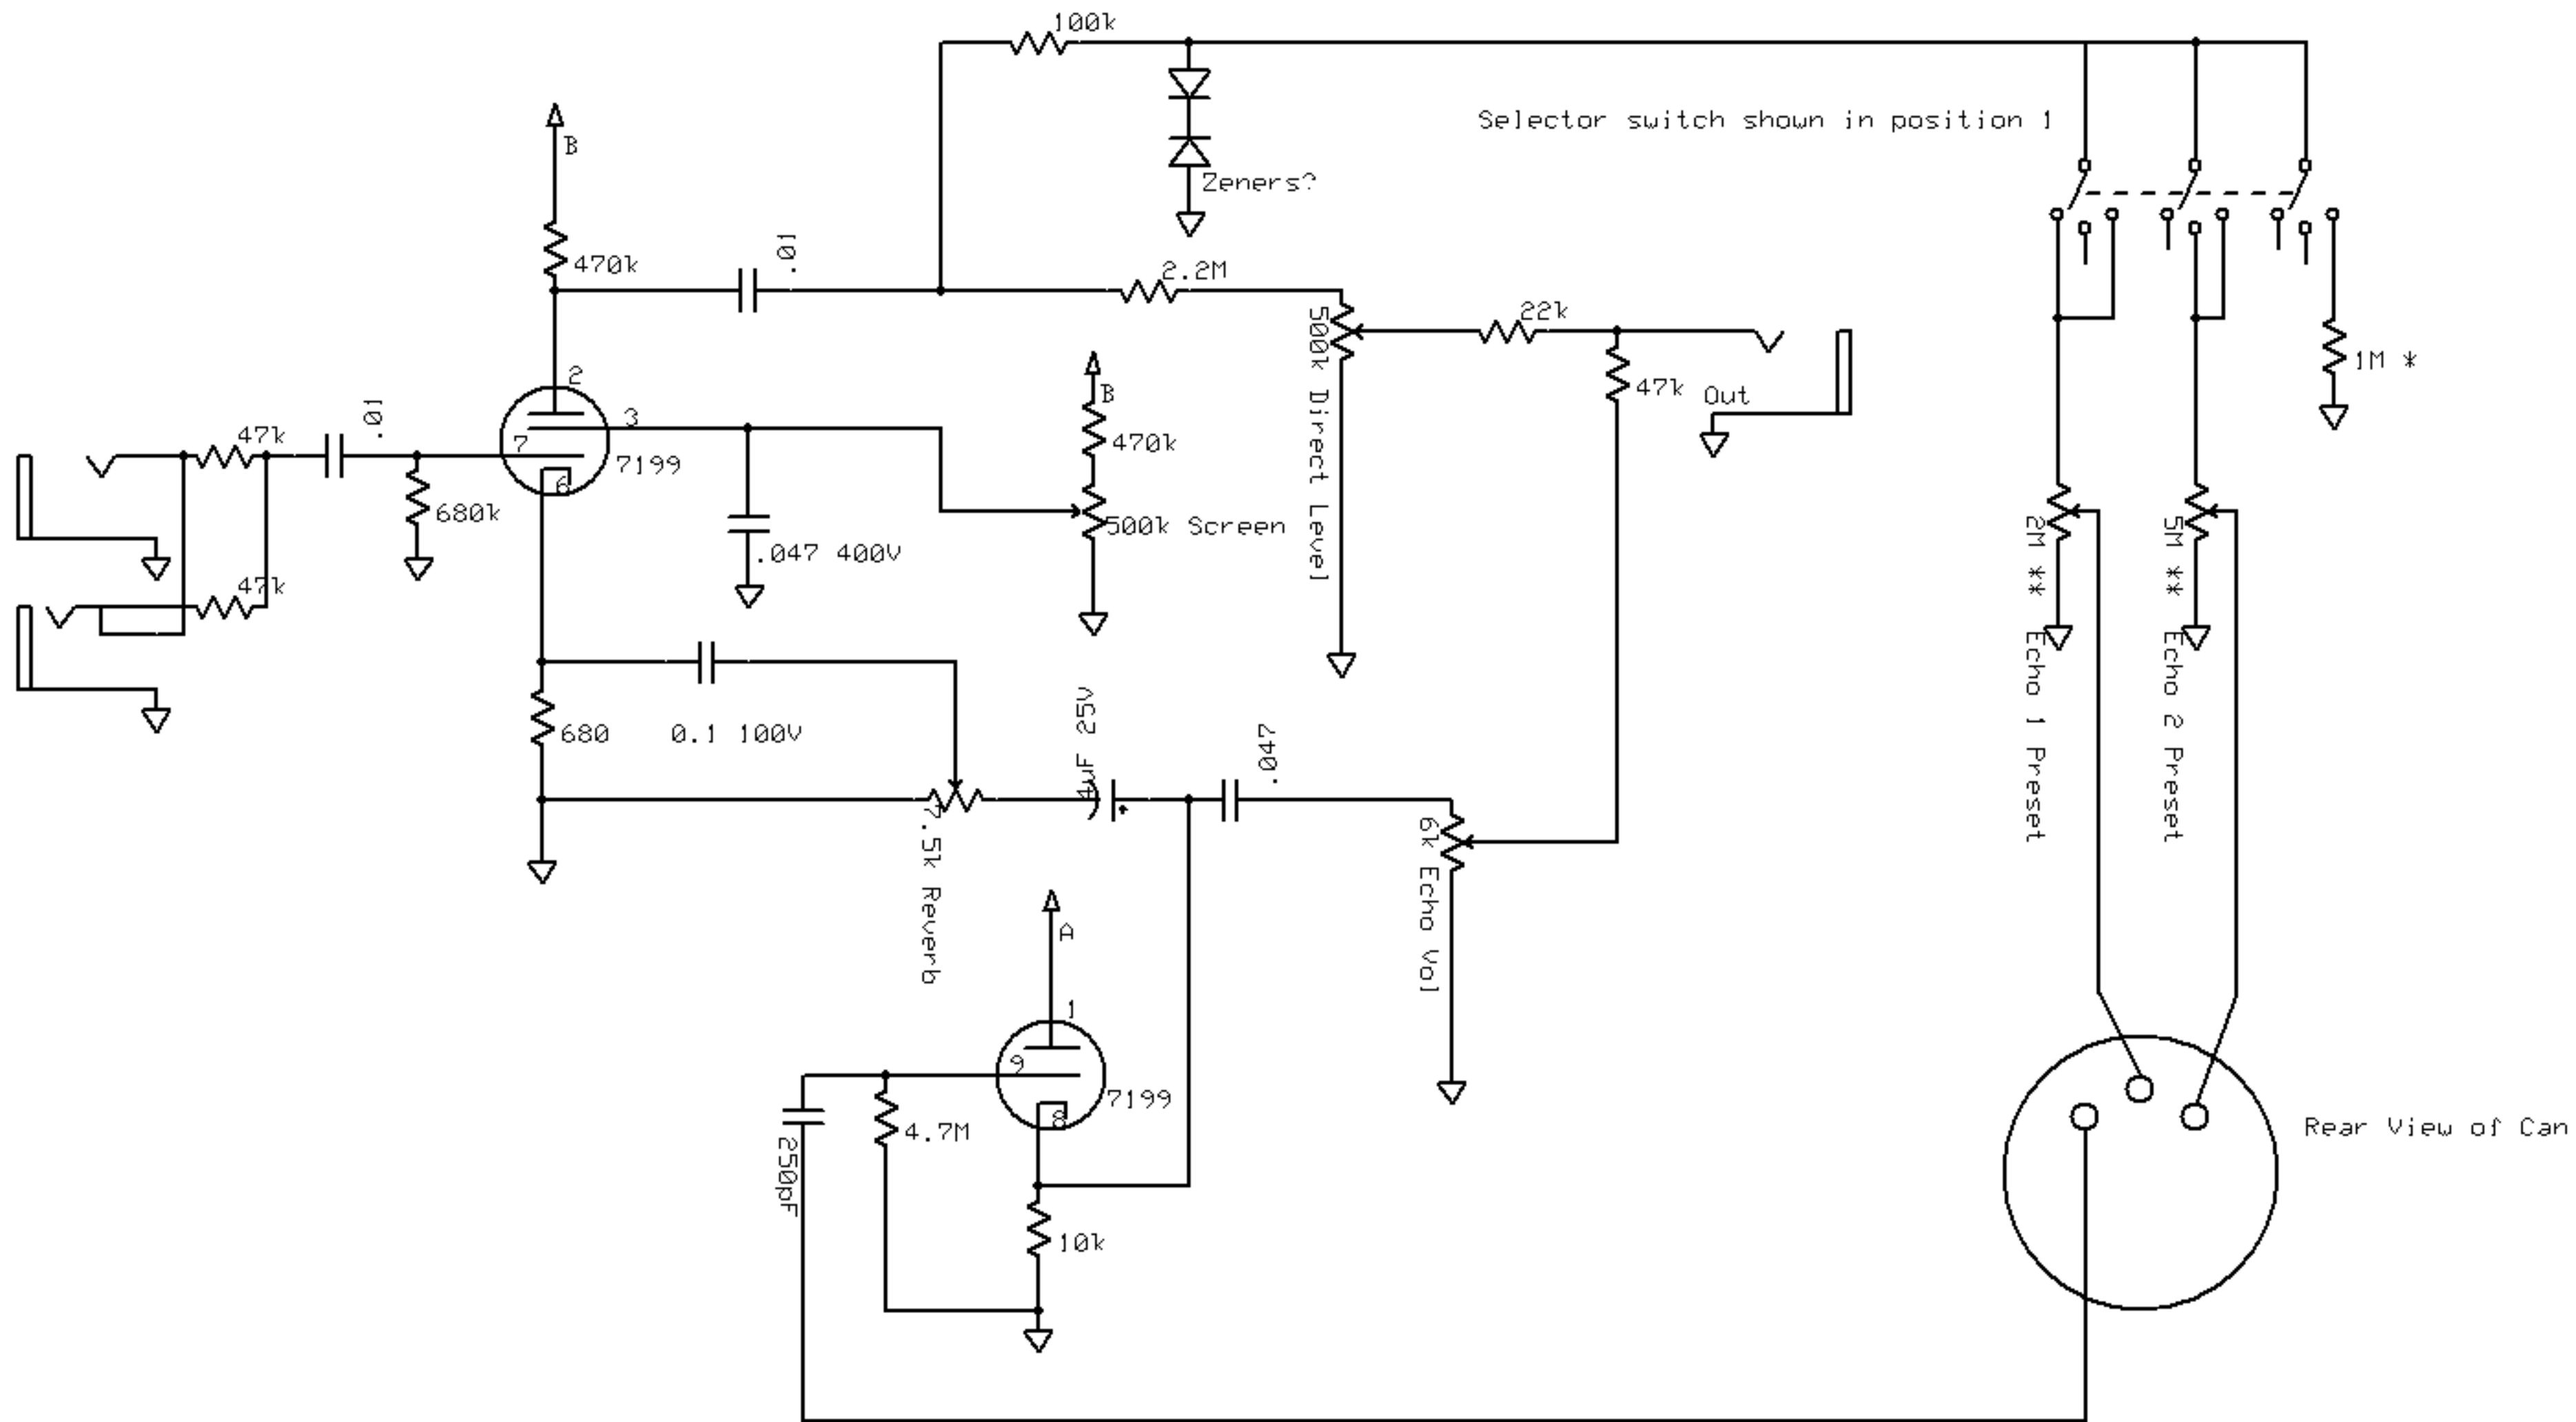 100k
Selector switch shown in position 1
B
Zeners?
.01
470k
2.2M
22k
500k Direct Level
1M *
47k
Out
2
3
B
.01
47k
7
7199
470k
6
680k
500k Screen
.047 400V
2M ** Echo 1 Preset
5M ** Echo 2 Preset
47k
680
0.1 100V
4uF 25V
.047
7.5k Reverb
6k Echo Vol
A
1
9
7199
8
4.7M
250pF
10k
Rear View of Can